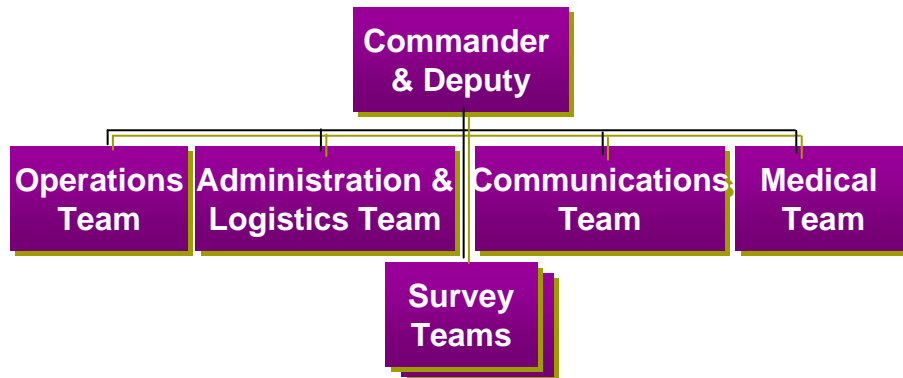 Commander
& Deputy
Operations
Team
Administration &
Logistics Team
Communications
Team
Medical
Team
Survey
Teams